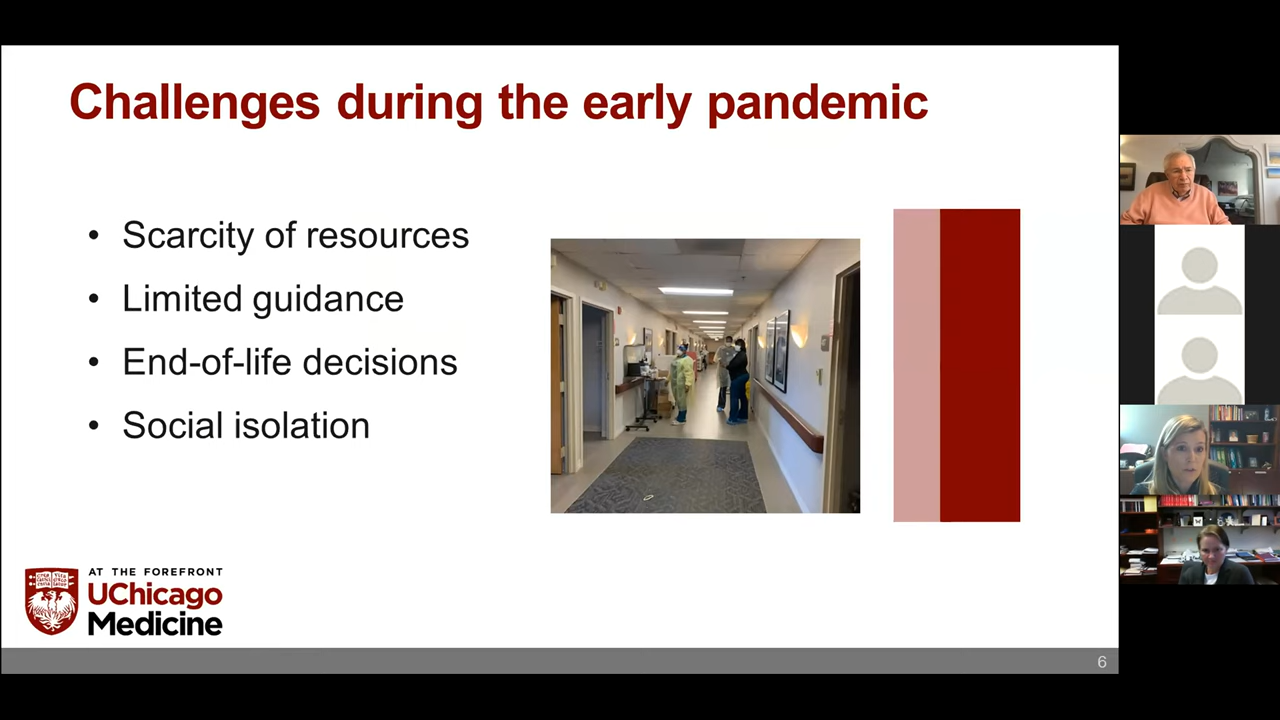 Challenges during the early pandemic
• Scarcity of resources
• Limited guidance
• End-of-life decisions
• Social isolation
AT THE FOREFRONT
UChicago
Medicine
6